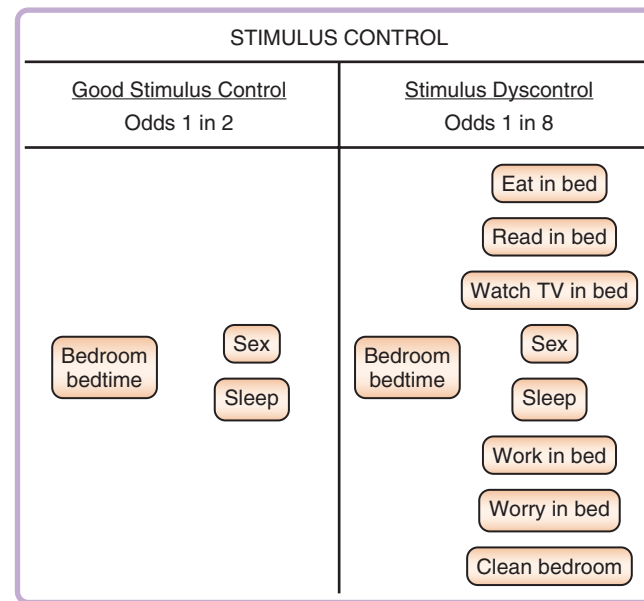 STIMULUS CONTROL
Good Stimulus Control
Odds 1 in 2
Bedroom
bedtime
Sex
Sleep
Stimulus Dyscontrol
Odds 1 in 8
Bedroom
bedtime
Eat in bed
Read in bed
Watch TV in bed
Sex
Sleep
Work in bed
Worry in bed
Clean bedroom